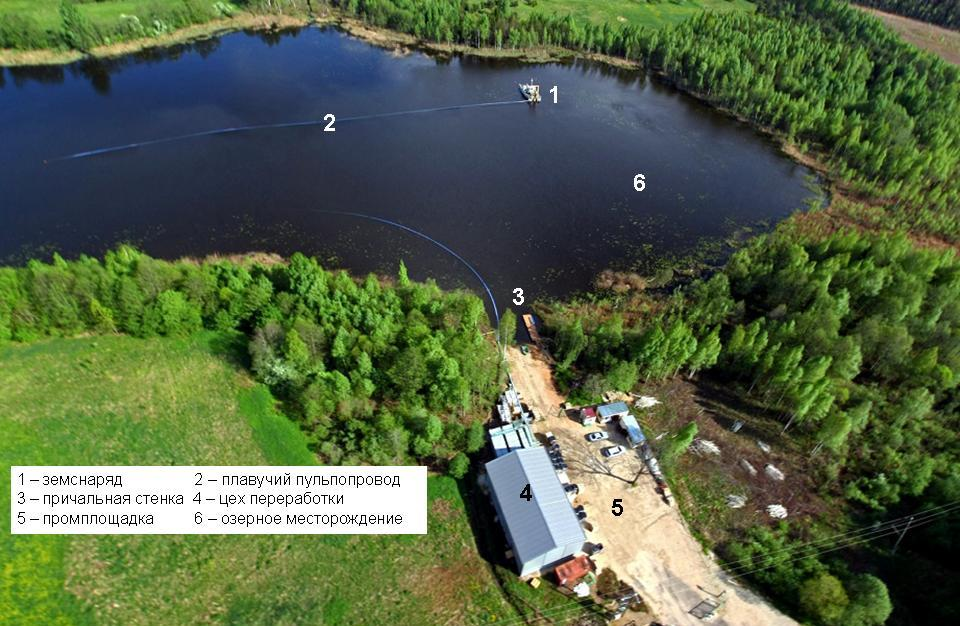 1
2
6
3
4
5
1 – земснаряд 2 – плавучий пульпопровод
3 – причальная стенка 4 – цех переработки
5 – промплощадка 6 – озерное месторождение